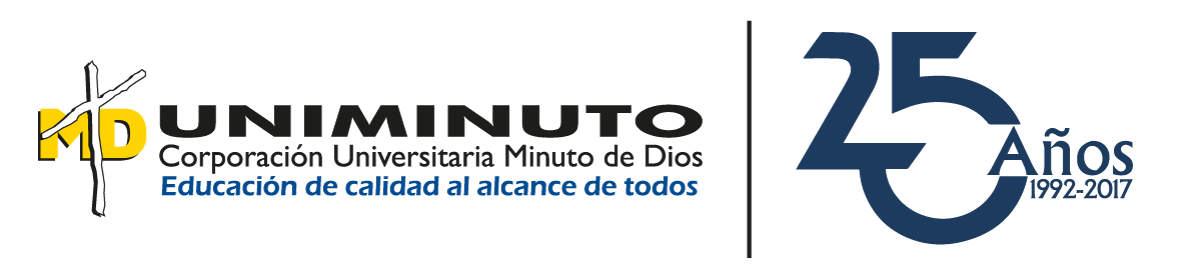 MD UNIMINUTO
Corporación Universitaria Minuto de Dios
Educación de calidad al alcance de todos
25
Años
1992-2017